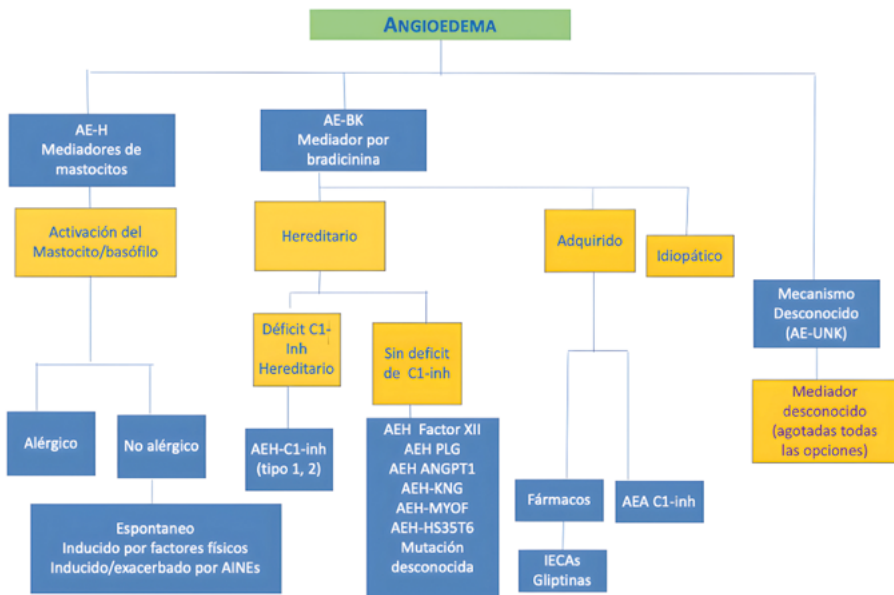 ANGIOEDEMA
AE-H
Mediadores de
mastocitos
AE-BK
Mediador por
bradicinina
Activación del
Mastocito/basófilo
Hereditario
Adquirido
Idiopático
Mecanismo
Desconocido
(AE-UNK)
Déficit C1-
Inh
Hereditario
Sin deficit
de C1-inh
Mediador
desconocido
(agotadas todas
las opciones)
Alérgico
No alérgico
AEH-C1-inh
(tipo 1, 2)
AEH Factor XII
AEH PLG
AEH ANGPT1
AEH-KNG
AEH-MYOF
AEH-HS35T6
Mutación
desconocida
Fármacos
AEA C1-inh
Espontaneo
Inducido por factores físicos
Inducido/exacerbado por AINEs
IECAs
Gliptinas